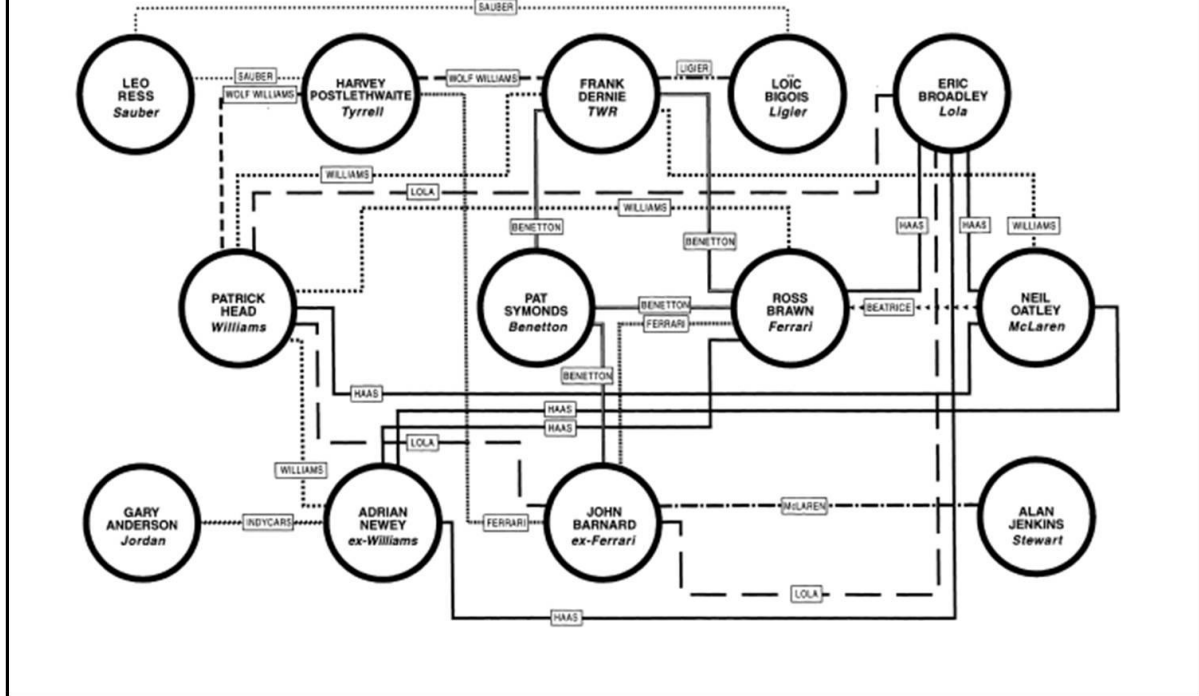 SAUBER
LEO
RESS
Sauber
SAUBER
WOLF WILLIAMS
HARVEY
POSTLETHWAITE
Tyrrell
WOLF WILLIAMS
FRANK
DERNIE
TWR
LIGIER
LOÏC
BIGOIS
Ligier
ERIC
BROADLEY
Lola
WILLIAMS
LOLA
WILLIAMS
BENETTON
BENETTON
HAAS
HAAS
WILLIAMS
PATRICK
HEAD
Williams
PAT
SYMONDS
Benetton
BENETTON
FERRARI
ROSS
BRAWN
Ferrari
BEATRICE
NEIL
OATLEY
McLaren
BENETTON
HAAS
HAAS
HAAS
LOLA
WILLIAMS
GARY
ANDERSON
Jordan
INDYCARS
ADRIAN
NEWEY
ex-Williams
FERRARI
JOHN
BARNARD
ex-Ferrari
McLAREN
ALAN
JENKINS
Stewart
LOLA
HAAS